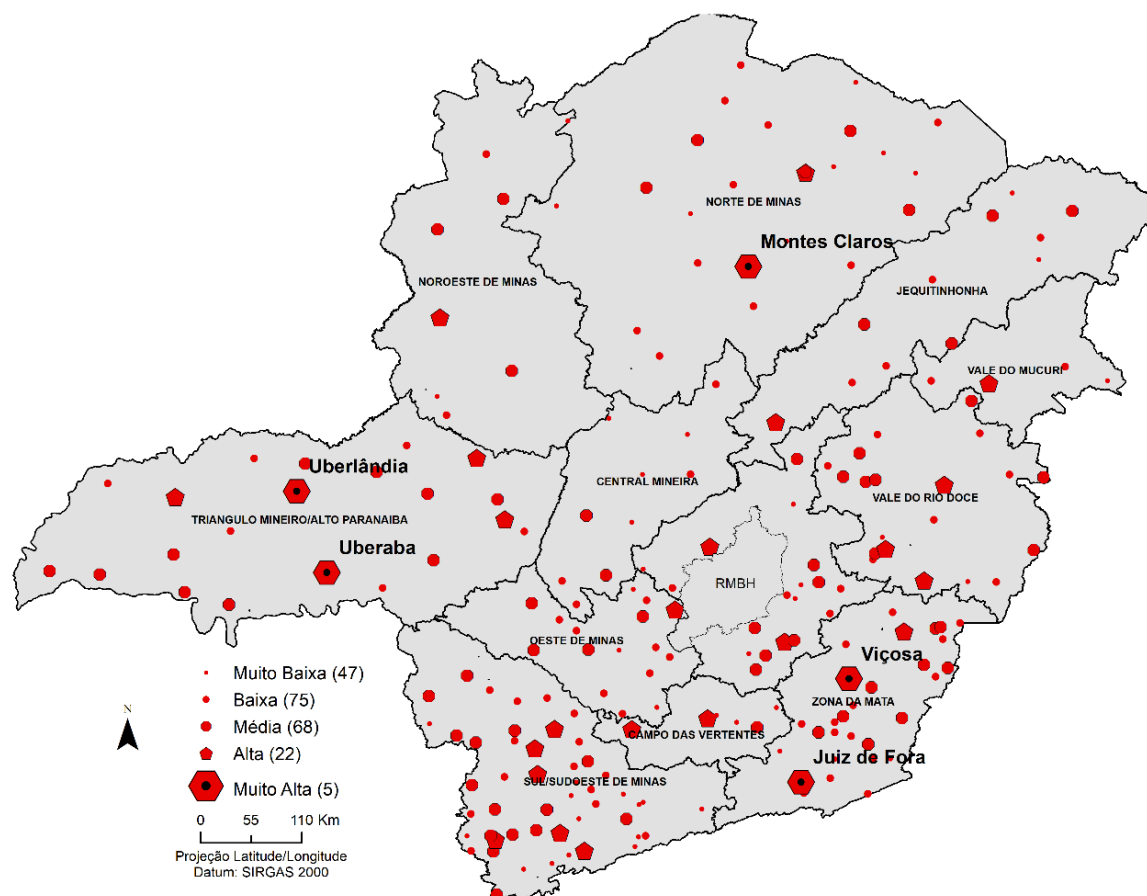 NORTE DE MINAS
Montes Claros
NOROESTE DE MINAS
JEQUITINHONHA
VALE DO MUCURI
Uberlândia
CENTRAL MINEIRA
VALE DO RIO DOCE
TRIANGULO MINEIRO/ALTO PARANAIBA
Uberaba
RMBH
OESTE DE MINAS
Viçosa
ZONA DA MATA
CAMPO DAS VERTENTES
Juiz de Fora
SUL/SUDOESTE DE MINAS
Muito Baixa (47)
Baixa (75)
Média (68)
Alta (22)
Muito Alta (5)
N
0 55 110 Km
Projeção Latitude/Longitude
Datum: SIRGAS 2000